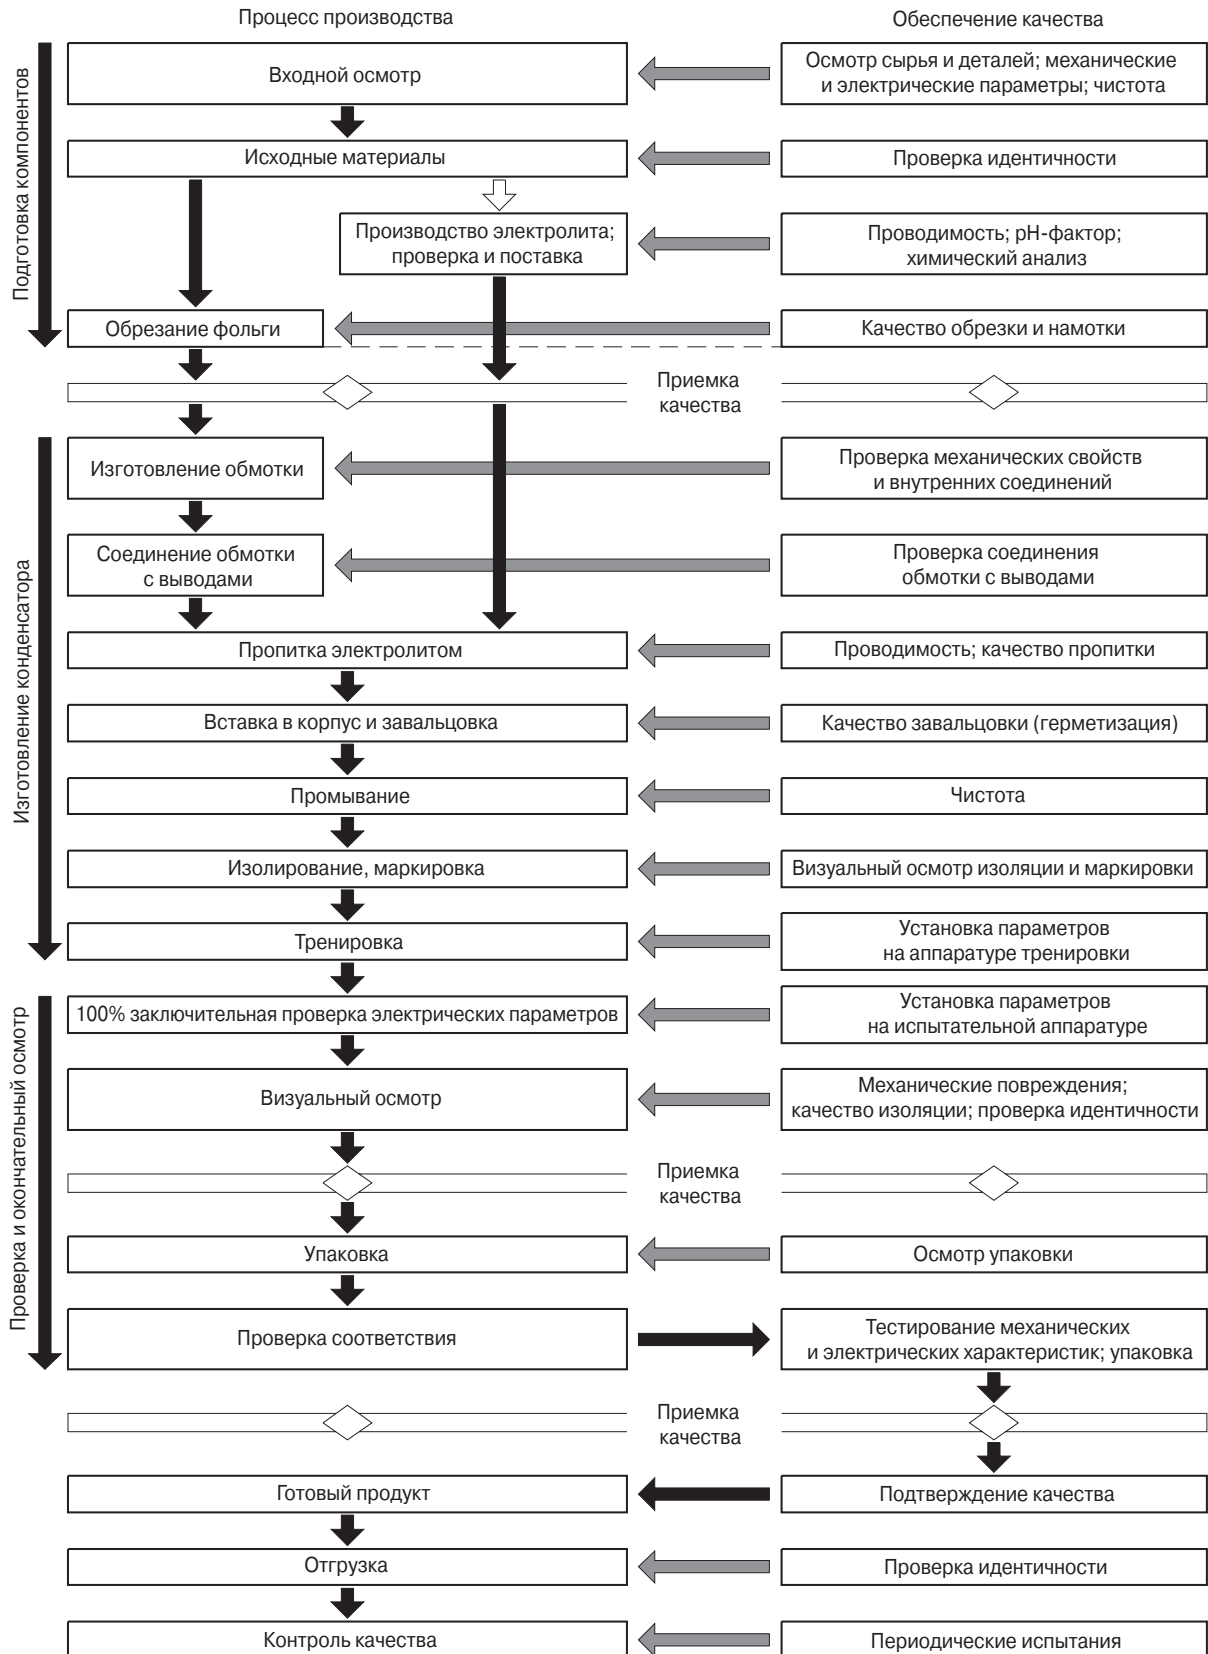 Процесс производства
Обеспечение качества
Подготовка компонентов
Входной осмотр
Осмотр сырья и деталей; механические
и электрические параметры; чистота
Исходные материалы
Проверка идентичности
Производство электролита;
проверка и поставка
Проводимость; pH-фактор;
химический анализ
Обрезание фольги
Качество обрезки и намотки
Приемка
качества
Изготовление конденсатора
Изготовление обмотки
Проверка механических свойств
и внутренних соединений
Соединение обмотки
с выводами
Проверка соединения
обмотки с выводами
Пропитка электролитом
Проводимость; качество пропитки
Вставка в корпус и завальцовка
Качество завальцовки (герметизация)
Промывание
Чистота
Изолирование, маркировка
Визуальный осмотр изоляции и маркировки
Тренировка
Установка параметров
на аппаратуре тренировки
Проверка и окончательный осмотр
100% заключительная проверка электрических параметров
Установка параметров
на испытательной аппаратуре
Визуальный осмотр
Механические повреждения;
качество изоляции; проверка идентичности
Приемка
качества
Упаковка
Осмотр упаковки
Проверка соответствия
Тестирование механических
и электрических характеристик; упаковка
Приемка
качества
Готовый продукт
Подтверждение качества
Отгрузка
Проверка идентичности
Контроль качества
Периодические испытания